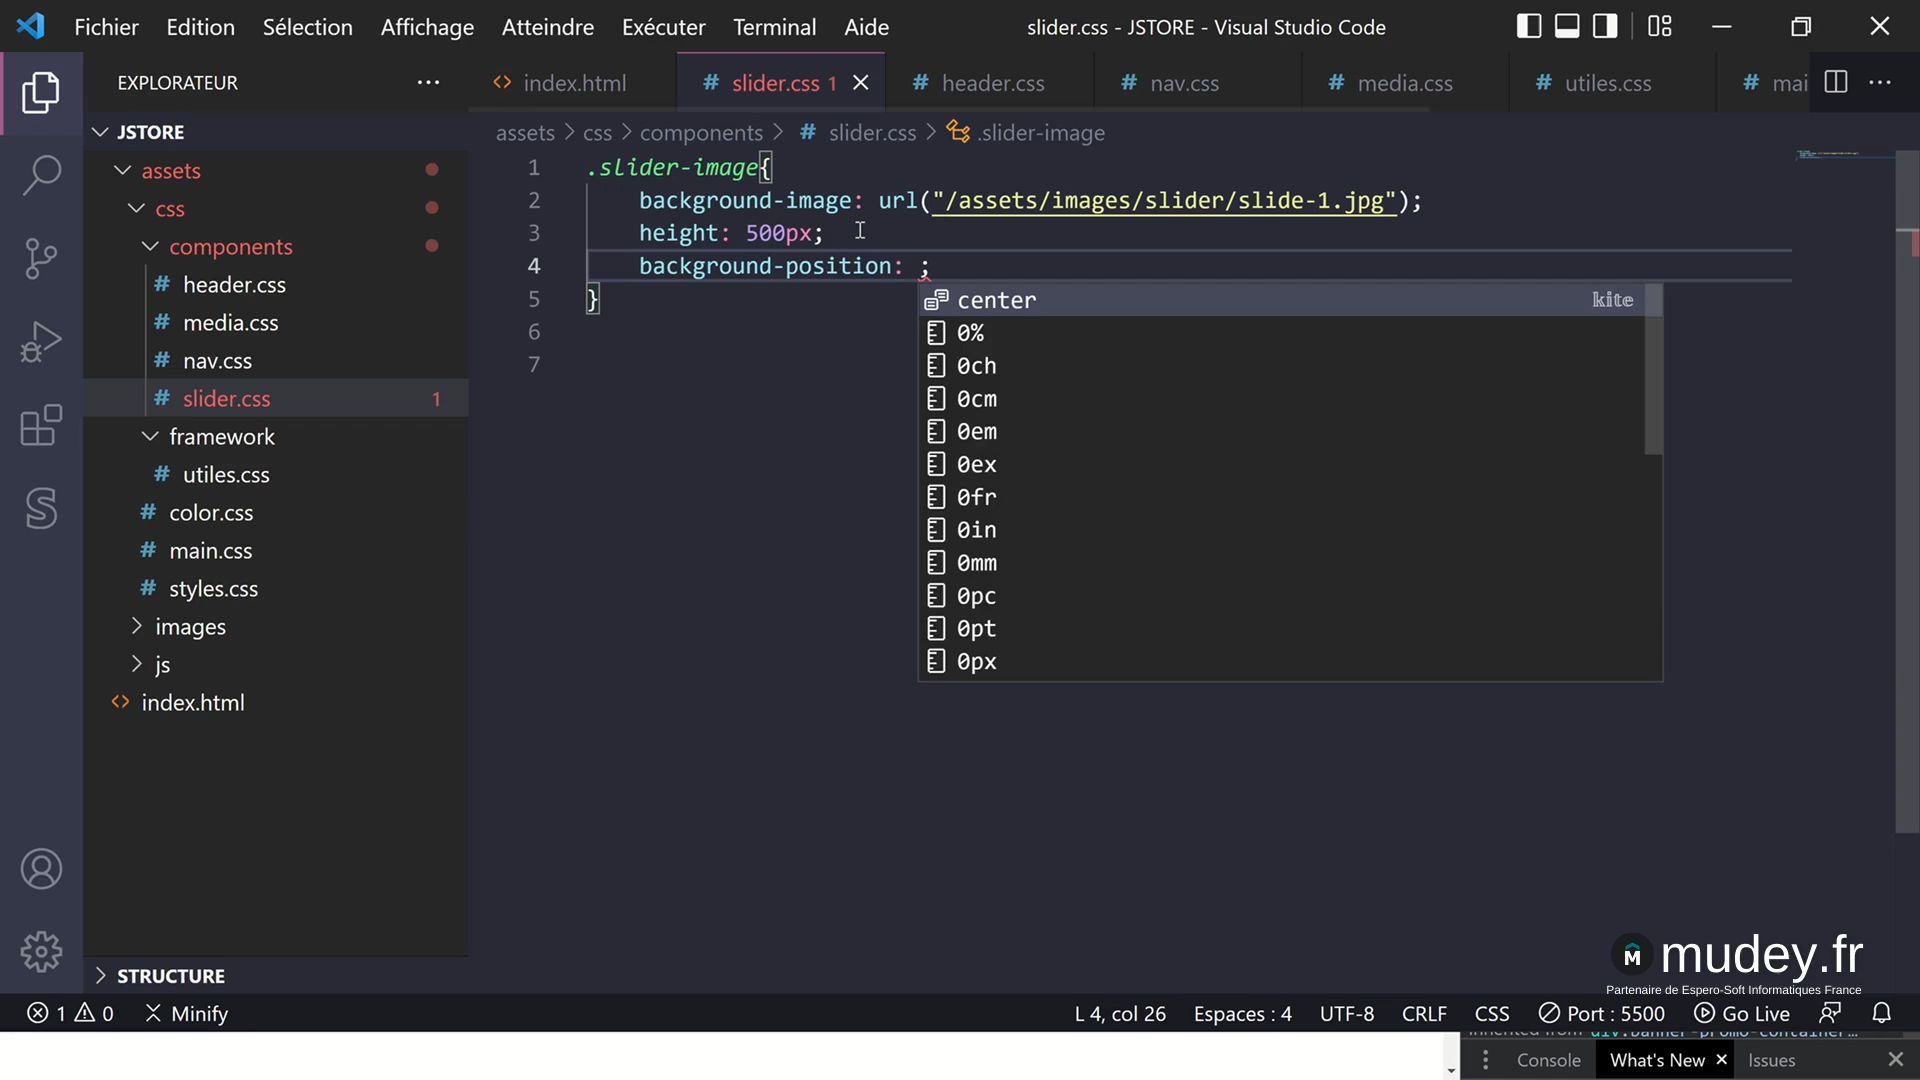 Fichier Edition Sélection Affichage Atteindre Exécuter Terminal Aide slider.css - JSTORE - Visual Studio Code
EXPLORATEUR
index.html slider.css 1 header.css nav.css media.css utiles.css mai
JSTORE
assets > css > components > slider.css > .slider-image
assets
css
components
header.css
media.css
nav.css
slider.css 1
framework
utiles.css
color.css
main.css
styles.css
images
js
index.html
STRUCTURE
1 .slider-image{
2 background-image: url("/assets/images/slider/slide-1.jpg");
3 height: 500px;
4 background-position: ;
5 }
6
7
center kite
0%
0ch
0cm
0em
0ex
0fr
0in
0mm
0pc
0pt
0px
M mudey.fr
Partenaire de Espero-Soft Informatiques France
1 0 Minify L 4, col 26 Espaces : 4 UTF-8 CRLF CSS Port : 5500 Go Live
Inherited from div.banner-promo-container…
Console What's New Issues